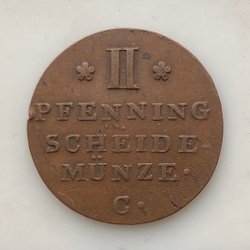 II
PFENNING
SCHEIDE
MÜNZE.
C.